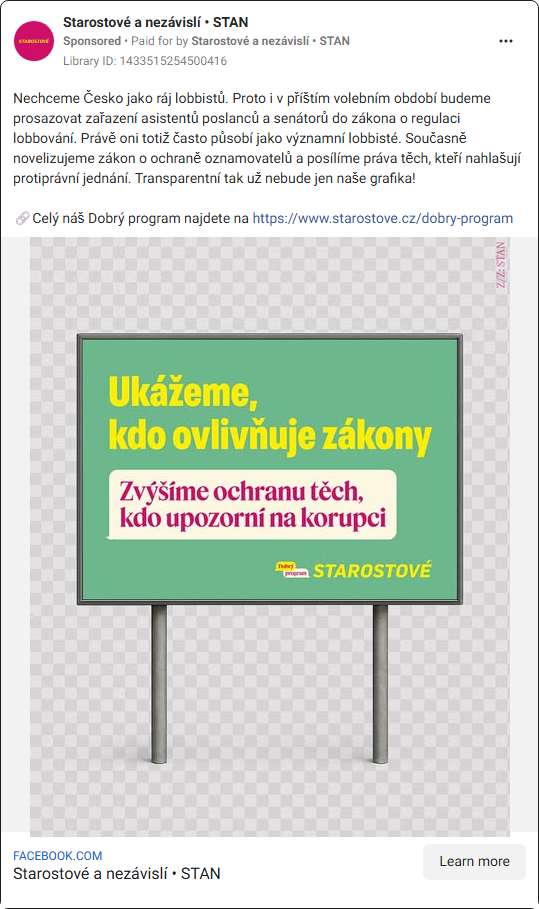 Starostové a nezávislí • STAN
Sponsored • Paid for by Starostové a nezávislí • STAN
Library ID: 1433515254500416
STAROSTOVÉ
Nechceme Česko jako ráj lobbistů. Proto i v příštím volebním období budeme
prosazovat zařazení asistentů poslanců a senátorů do zákona o regulaci
lobbování. Právě oni totiž často působí jako významní lobbisté. Současně
novelizujeme zákon o ochraně oznamovatelů a posílíme práva těch, kteří nahlašují
protiprávní jednání. Transparentní tak už nebude jen naše grafika!
🔗 Celý náš Dobrý program najdete na https://www.starostove.cz/dobry-program
Z/Z: STAN
Ukážeme,
kdo ovlivňuje zákony
Zvýšíme ochranu těch,
kdo upozorní na korupci
Dobrý
program
STAROSTOVÉ
FACEBOOK.COM
Starostové a nezávislí • STAN
Learn more